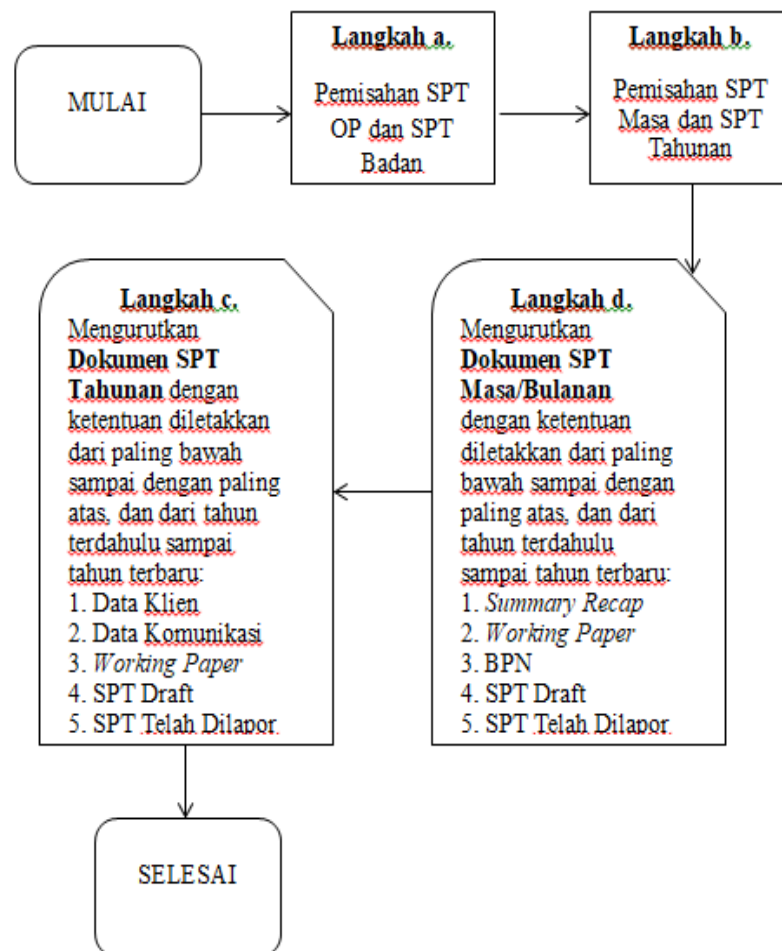 MULAI
Langkah a.
Pemisahan SPT
OP dan SPT
Badan
Langkah b.
Pemisahan SPT
Masa dan SPT
Tahunan
Langkah d.
Mengurutkan
Dokumen SPT
Masa/Bulanan
dengan ketentuan
diletakkan dari paling
bawah sampai dengan
paling atas, dan dari
tahun terdahulu
sampai tahun terbaru:
1. Summary Recap
2. Working Paper
3. BPN
4. SPT Draft
5. SPT Telah Dilapor
Langkah c.
Mengurutkan
Dokumen SPT
Tahunan dengan
ketentuan diletakkan
dari paling bawah
sampai dengan paling
atas, dan dari tahun
terdahulu sampai
tahun terbaru:
1. Data Klien
2. Data Komunikasi
3. Working Paper
4. SPT Draft
5. SPT Telah Dilapor
SELESAI